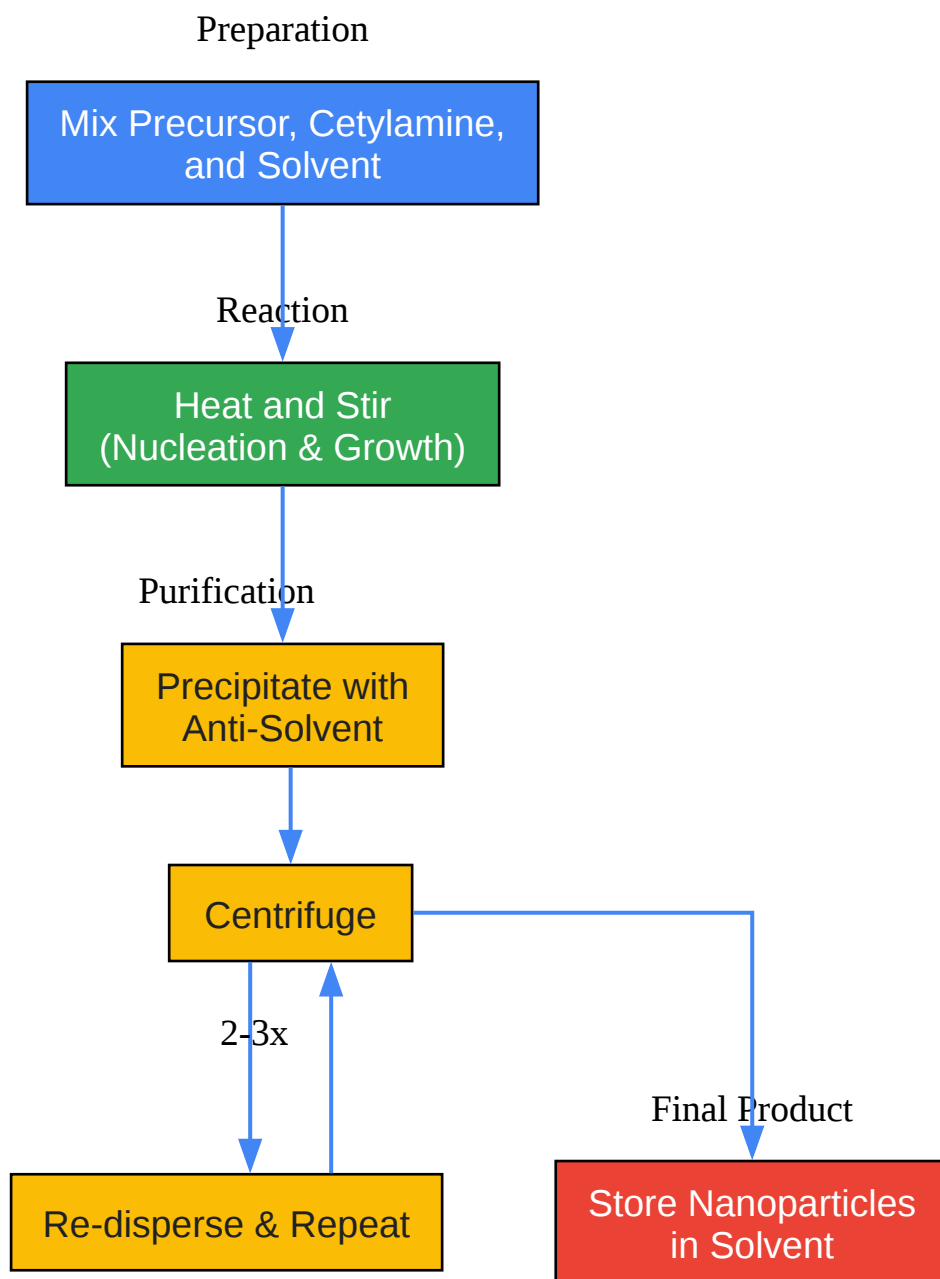 Preparation
Mix Precursor, Cetylamine,
and Solvent
Reaction
Heat and Stir
(Nucleation & Growth)
Purification
Precipitate with
Anti-Solvent
Centrifuge
2-3x
Final Product
Re-disperse & Repeat
Store Nanoparticles
in Solvent